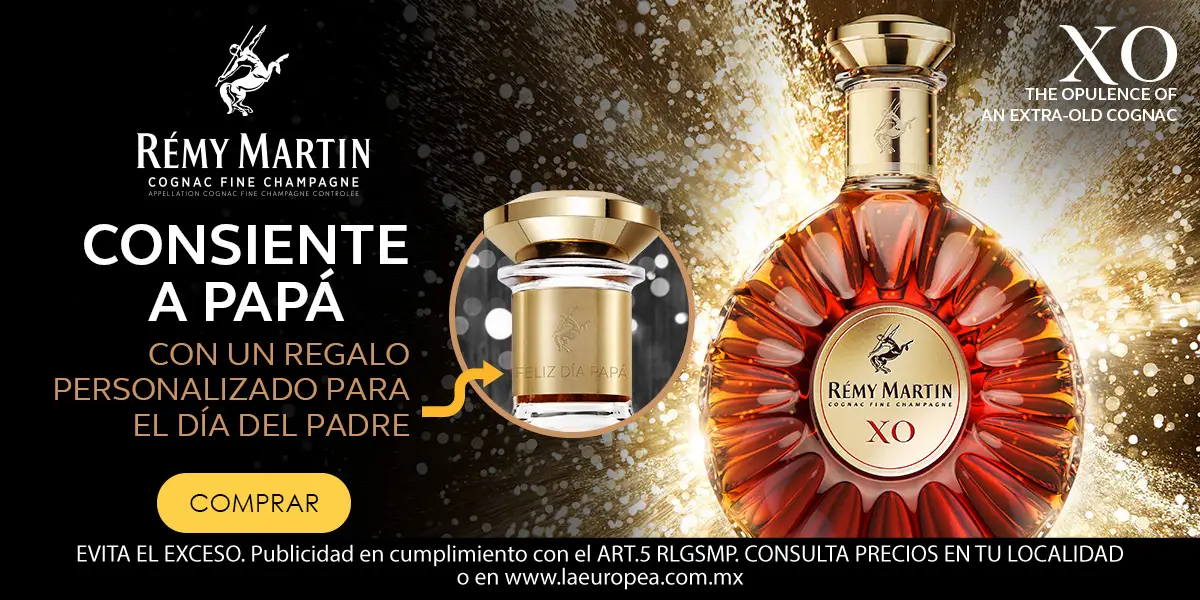 RÉMY MARTIN
COGNAC FINE CHAMPAGNE
APPELLATION COGNAC FINE CHAMPAGNE CONTROLÉE
CONSIENTE
A PAPÁ
CON UN REGALO
PERSONALIZADO PARA
EL DÍA DEL PADRE
COMPRAR
FELIZ DÍA PAPÁ
XO
THE OPULENCE OF
AN EXTRA-OLD COGNAC
RÉMY MARTIN
COGNAC FINE CHAMPAGNE
XO
EVITA EL EXCESO. Publicidad en cumplimiento con el ART.5 RLGSMP. CONSULTA PRECIOS EN TU LOCALIDAD
o en www.laeuropea.com.mx